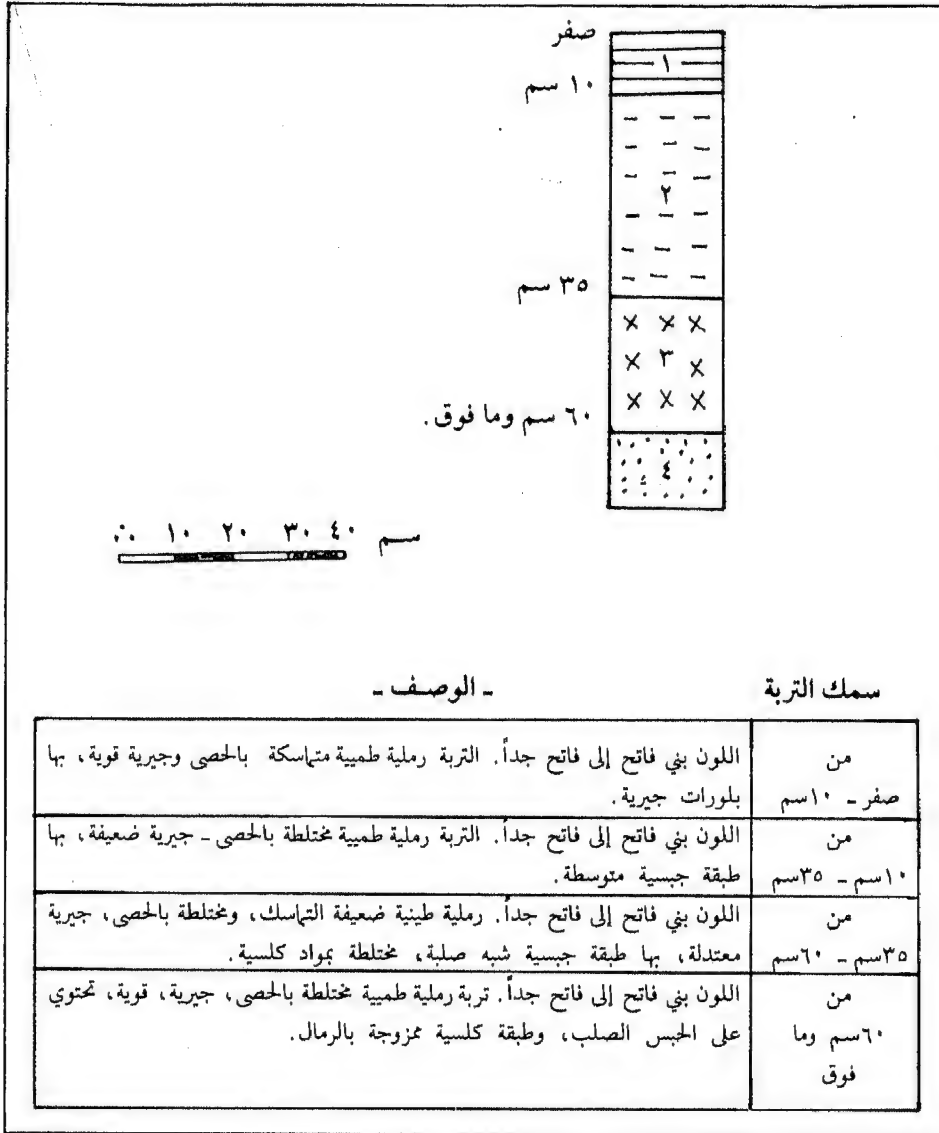 صفر
١
١٠ سم
٢
٣٥ سم
٣
٦٠ سم وما فوق.
٤
٠ ١٠ ٢٠ ٣٠ ٤٠ سم
سمك التربة
ـ الوصف ـ
من
صفر ـ ١٠سم
اللون بني فاتح إلى فاتح جداً. التربة رملية طميية متماسكة بالحصى وجيرية قوية، بها
بلورات جيرية.
من
١٠سم ـ ٣٥سم
اللون بني فاتح إلى فاتح جداً. التربة رملية طميية مختلطة بالحصى ـ جيرية ضعيفة، بها
طبقة جبسية متوسطة.
من
٣٥سم ـ ٦٠سم
اللون بني فاتح إلى فاتح جداً. رملية طينية ضعيفة التماسك، ومختلطة بالحصى، جيرية
معتدلة، بها طبقة جبسية شبه صلبة، مختلطة بمواد كلسية.
من
٦٠سم وما
فوق
اللون بني فاتح إلى فاتح جداً. تربة رملية طميية مختلطة بالحصى، جيرية، قوية، تحتوي
على الجبس الصلب، وطبقة كلسية ممزوجة بالرمال.